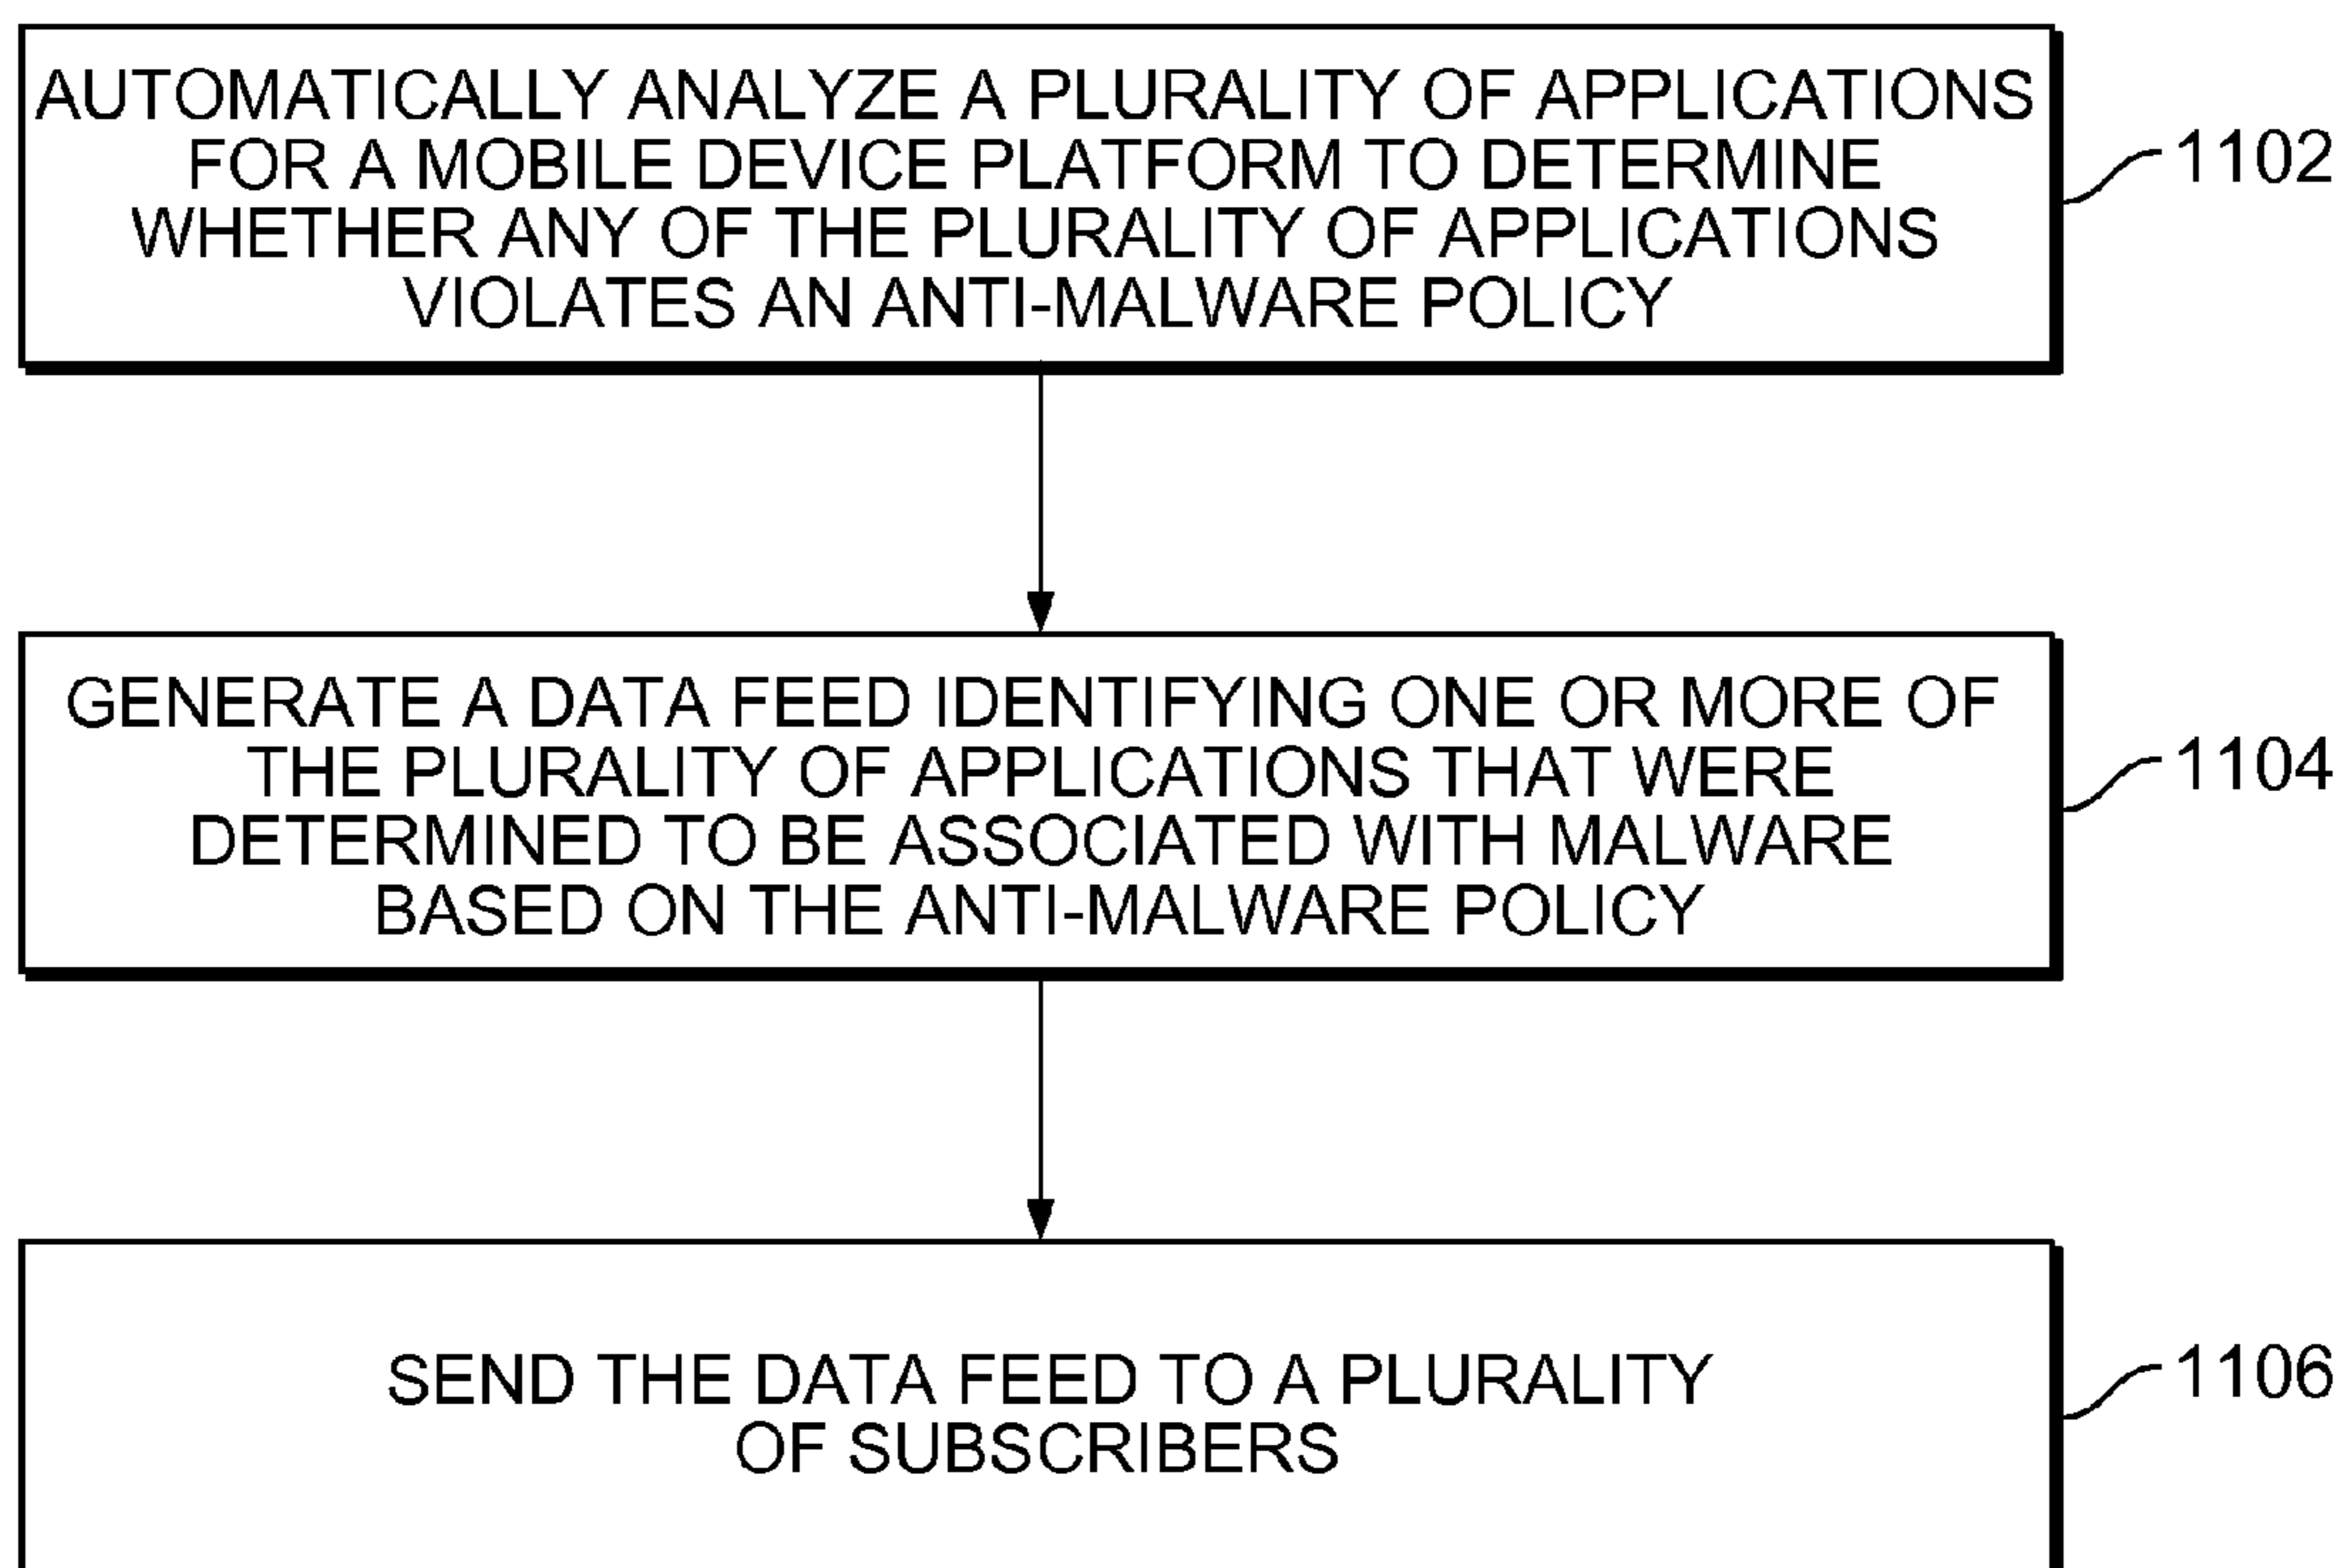 AUTOMATICALLY ANALYZE A PLURALITY OF APPLICATIONS
FOR A MOBILE DEVICE PLATFORM TO DETERMINE
WHETHER ANY OF THE PLURALITY OF APPLICATIONS
VIOLATES AN ANTI-MALWARE POLICY
1102
GENERATE A DATA FEED IDENTIFYING ONE OR MORE OF
THE PLURALITY OF APPLICATIONS THAT WERE
DETERMINED TO BE ASSOCIATED WITH MALWARE
BASED ON THE ANTI-MALWARE POLICY
1104
SEND THE DATA FEED TO A PLURALITY
OF SUBSCRIBERS
1106